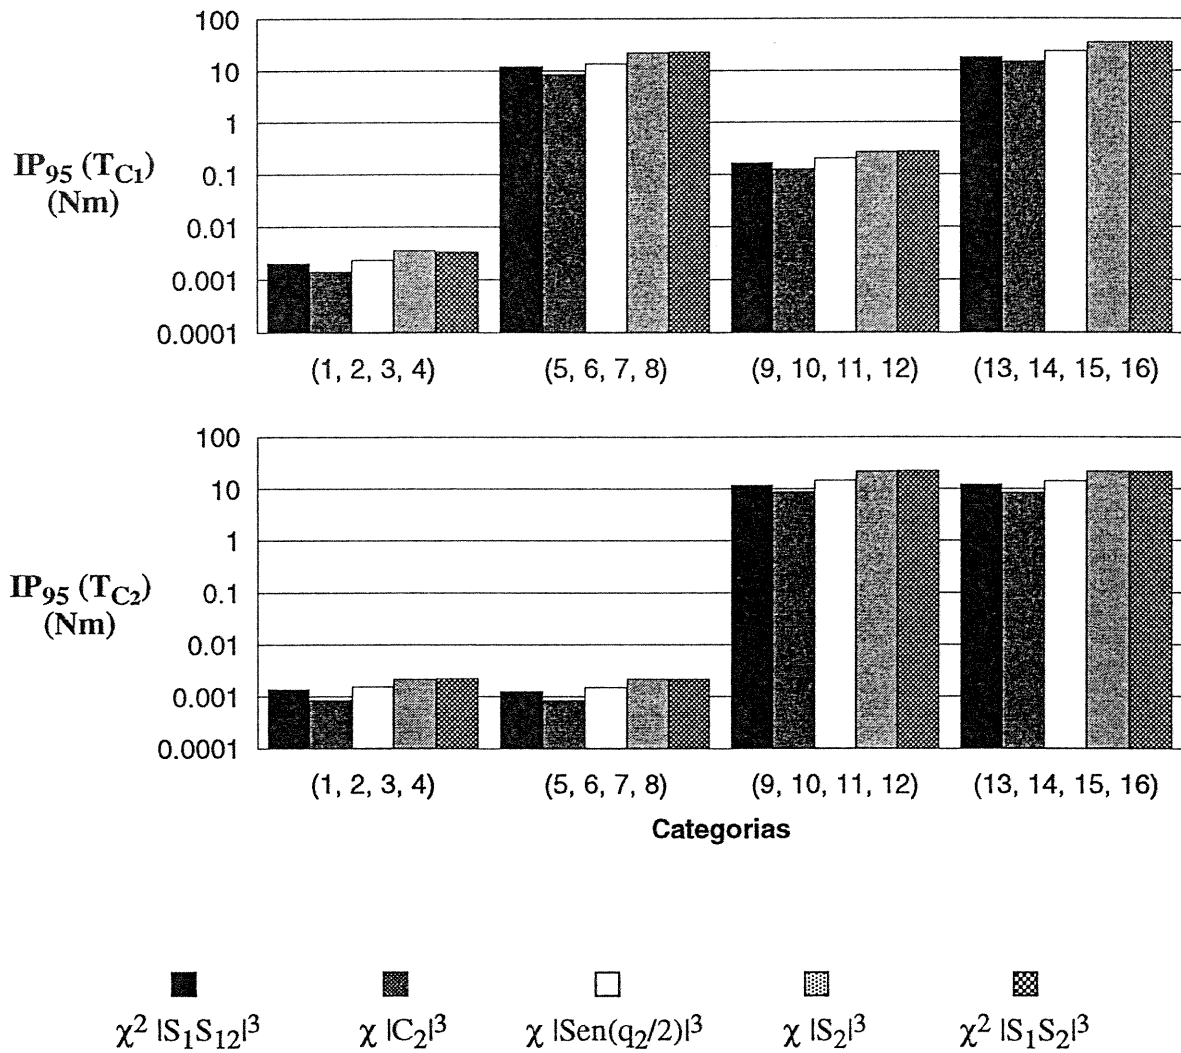 100
10
1
0.1
0.01
0.001
0.0001
IP₉₅ (T_C1)
(Nm)
(1, 2, 3, 4) (5, 6, 7, 8) (9, 10, 11, 12) (13, 14, 15, 16)
100
10
1
0.1
0.01
0.001
0.0001
IP₉₅ (T_C2)
(Nm)
(1, 2, 3, 4) (5, 6, 7, 8) (9, 10, 11, 12) (13, 14, 15, 16)
Categorias
χ² |S₁S₁₂|³ χ |C₂|³ χ |Sen(q₂/2)|³ χ |S₂|³ χ² |S₁S₂|³